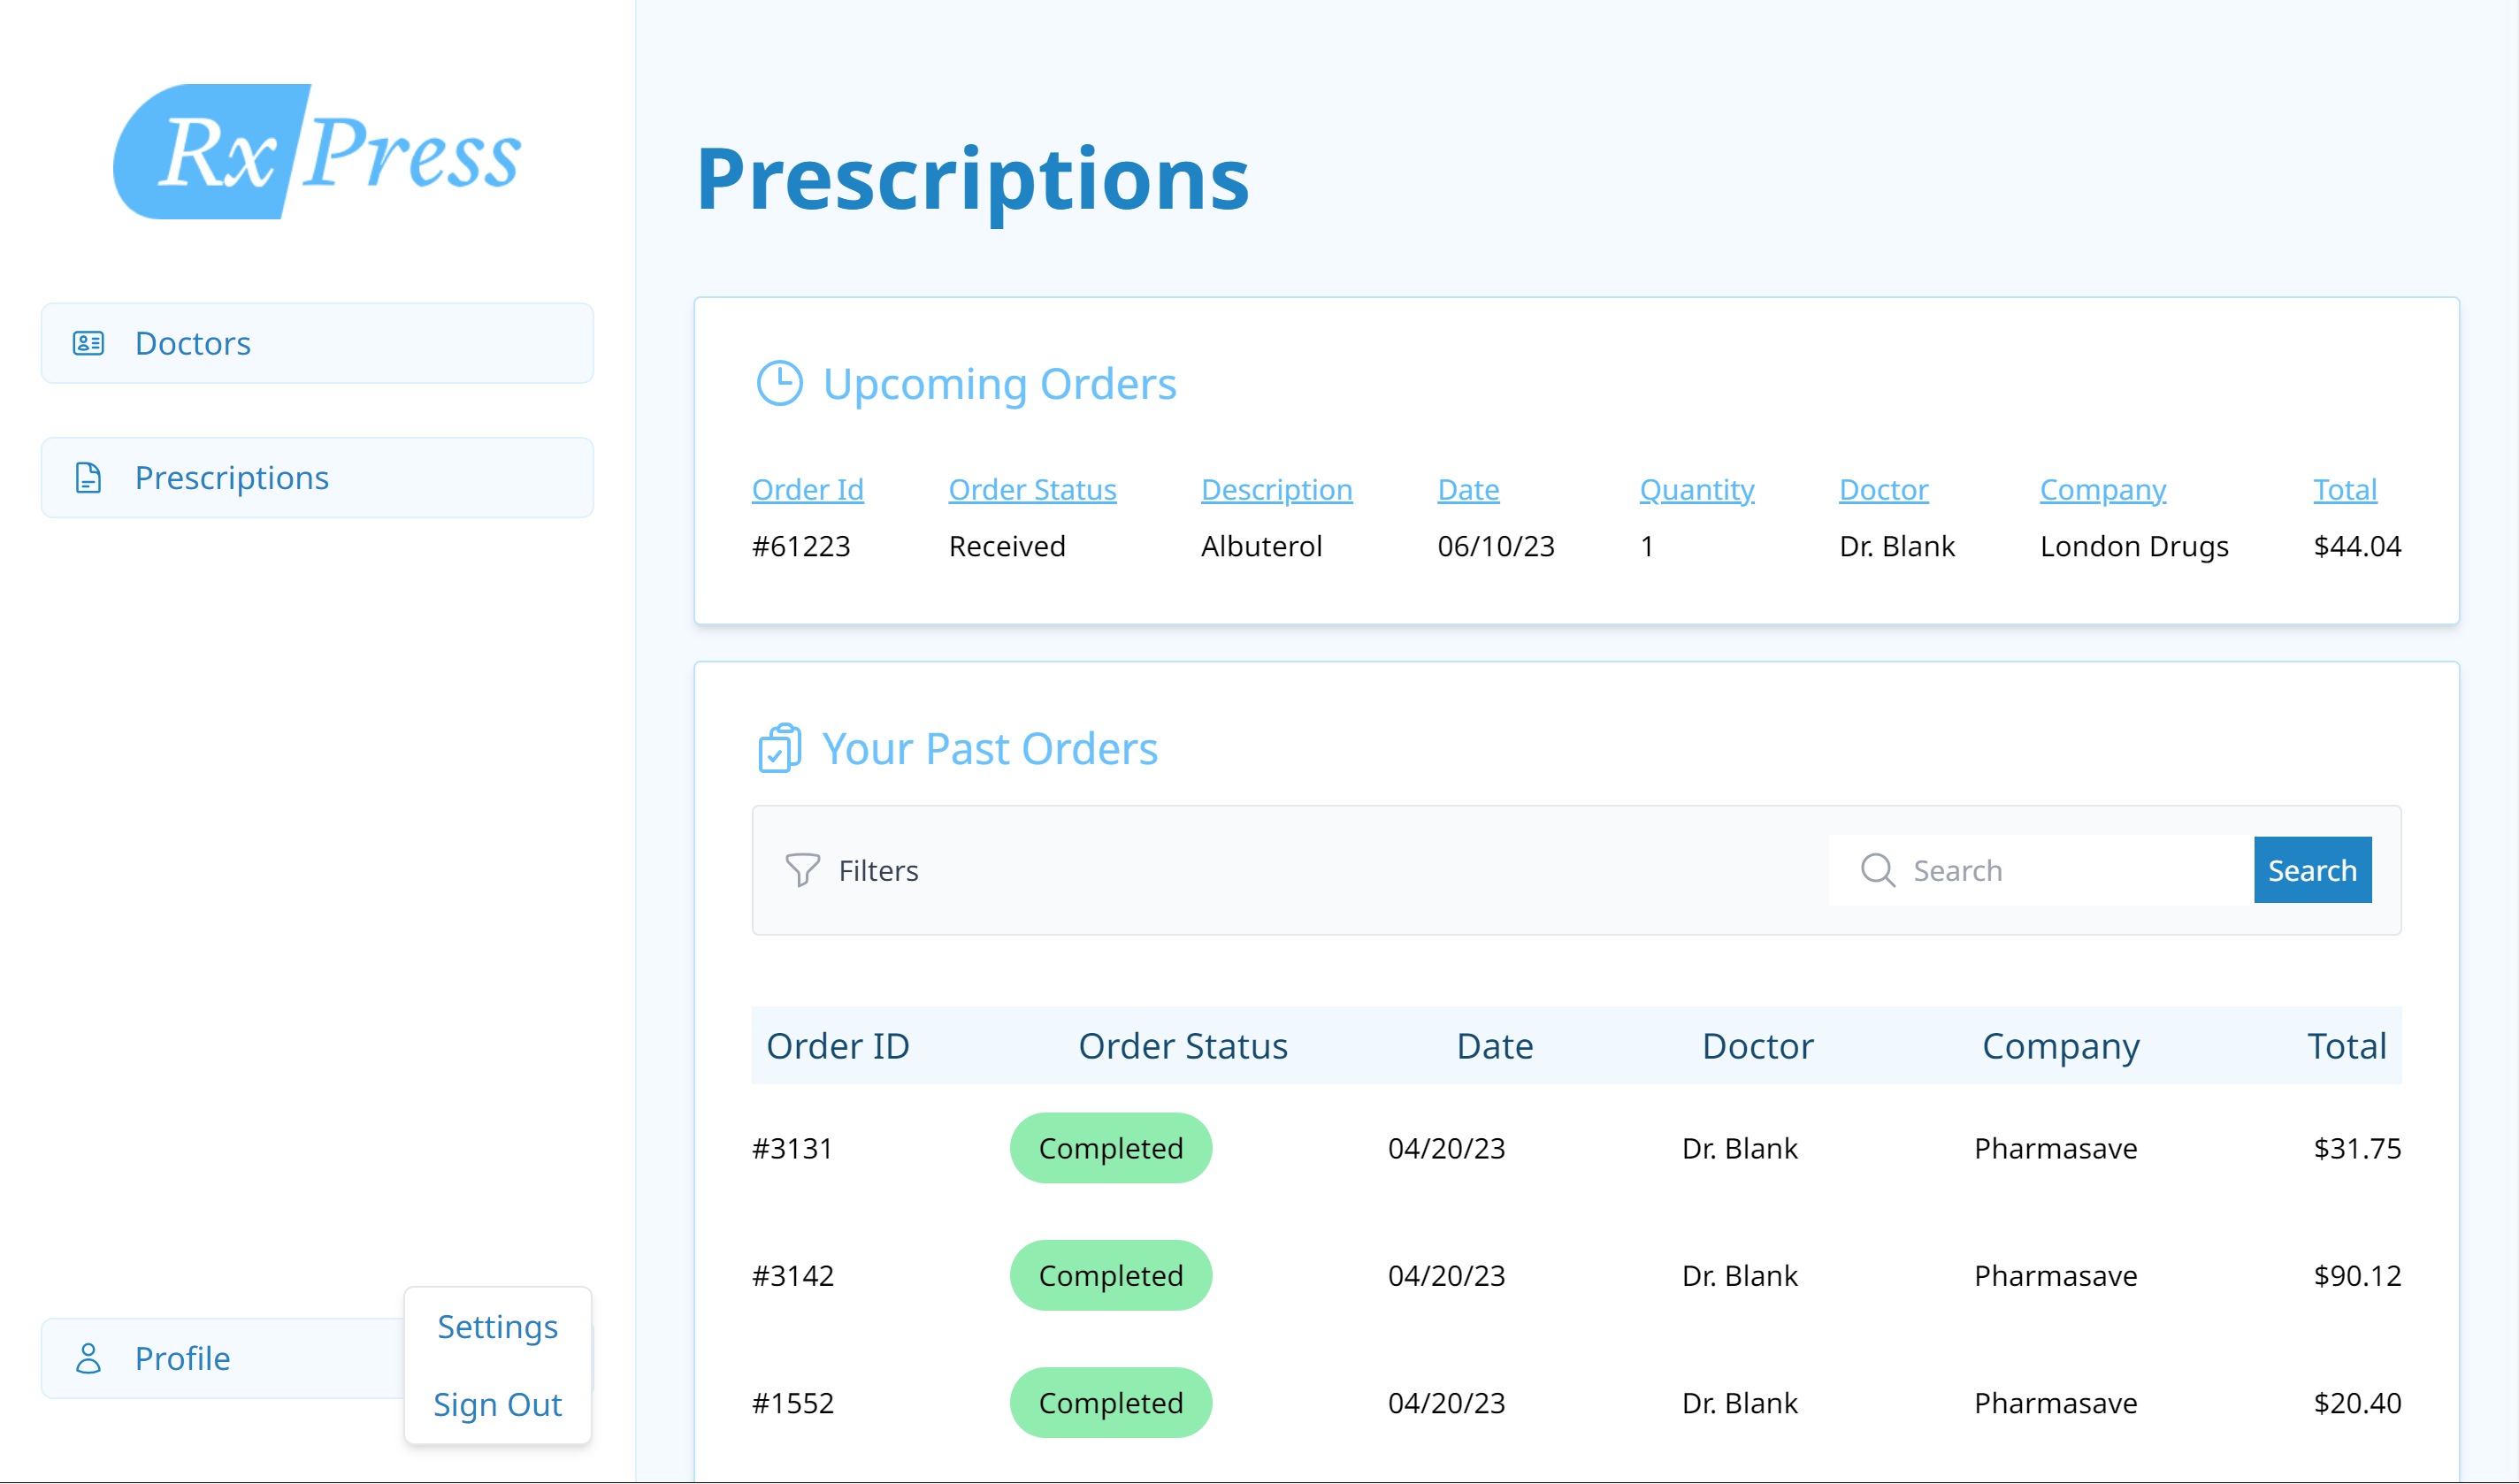 Rx Press
Doctors
Prescriptions
Profile
Settings
Sign Out
Prescriptions
Upcoming Orders
Order Id Order Status Description Date Quantity Doctor Company Total
#61223 Received Albuterol 06/10/23 1 Dr. Blank London Drugs $44.04
Your Past Orders
Filters Search Search
Order ID Order Status Date Doctor Company Total
#3131 Completed 04/20/23 Dr. Blank Pharmasave $31.75
#3142 Completed 04/20/23 Dr. Blank Pharmasave $90.12
#1552 Completed 04/20/23 Dr. Blank Pharmasave $20.40